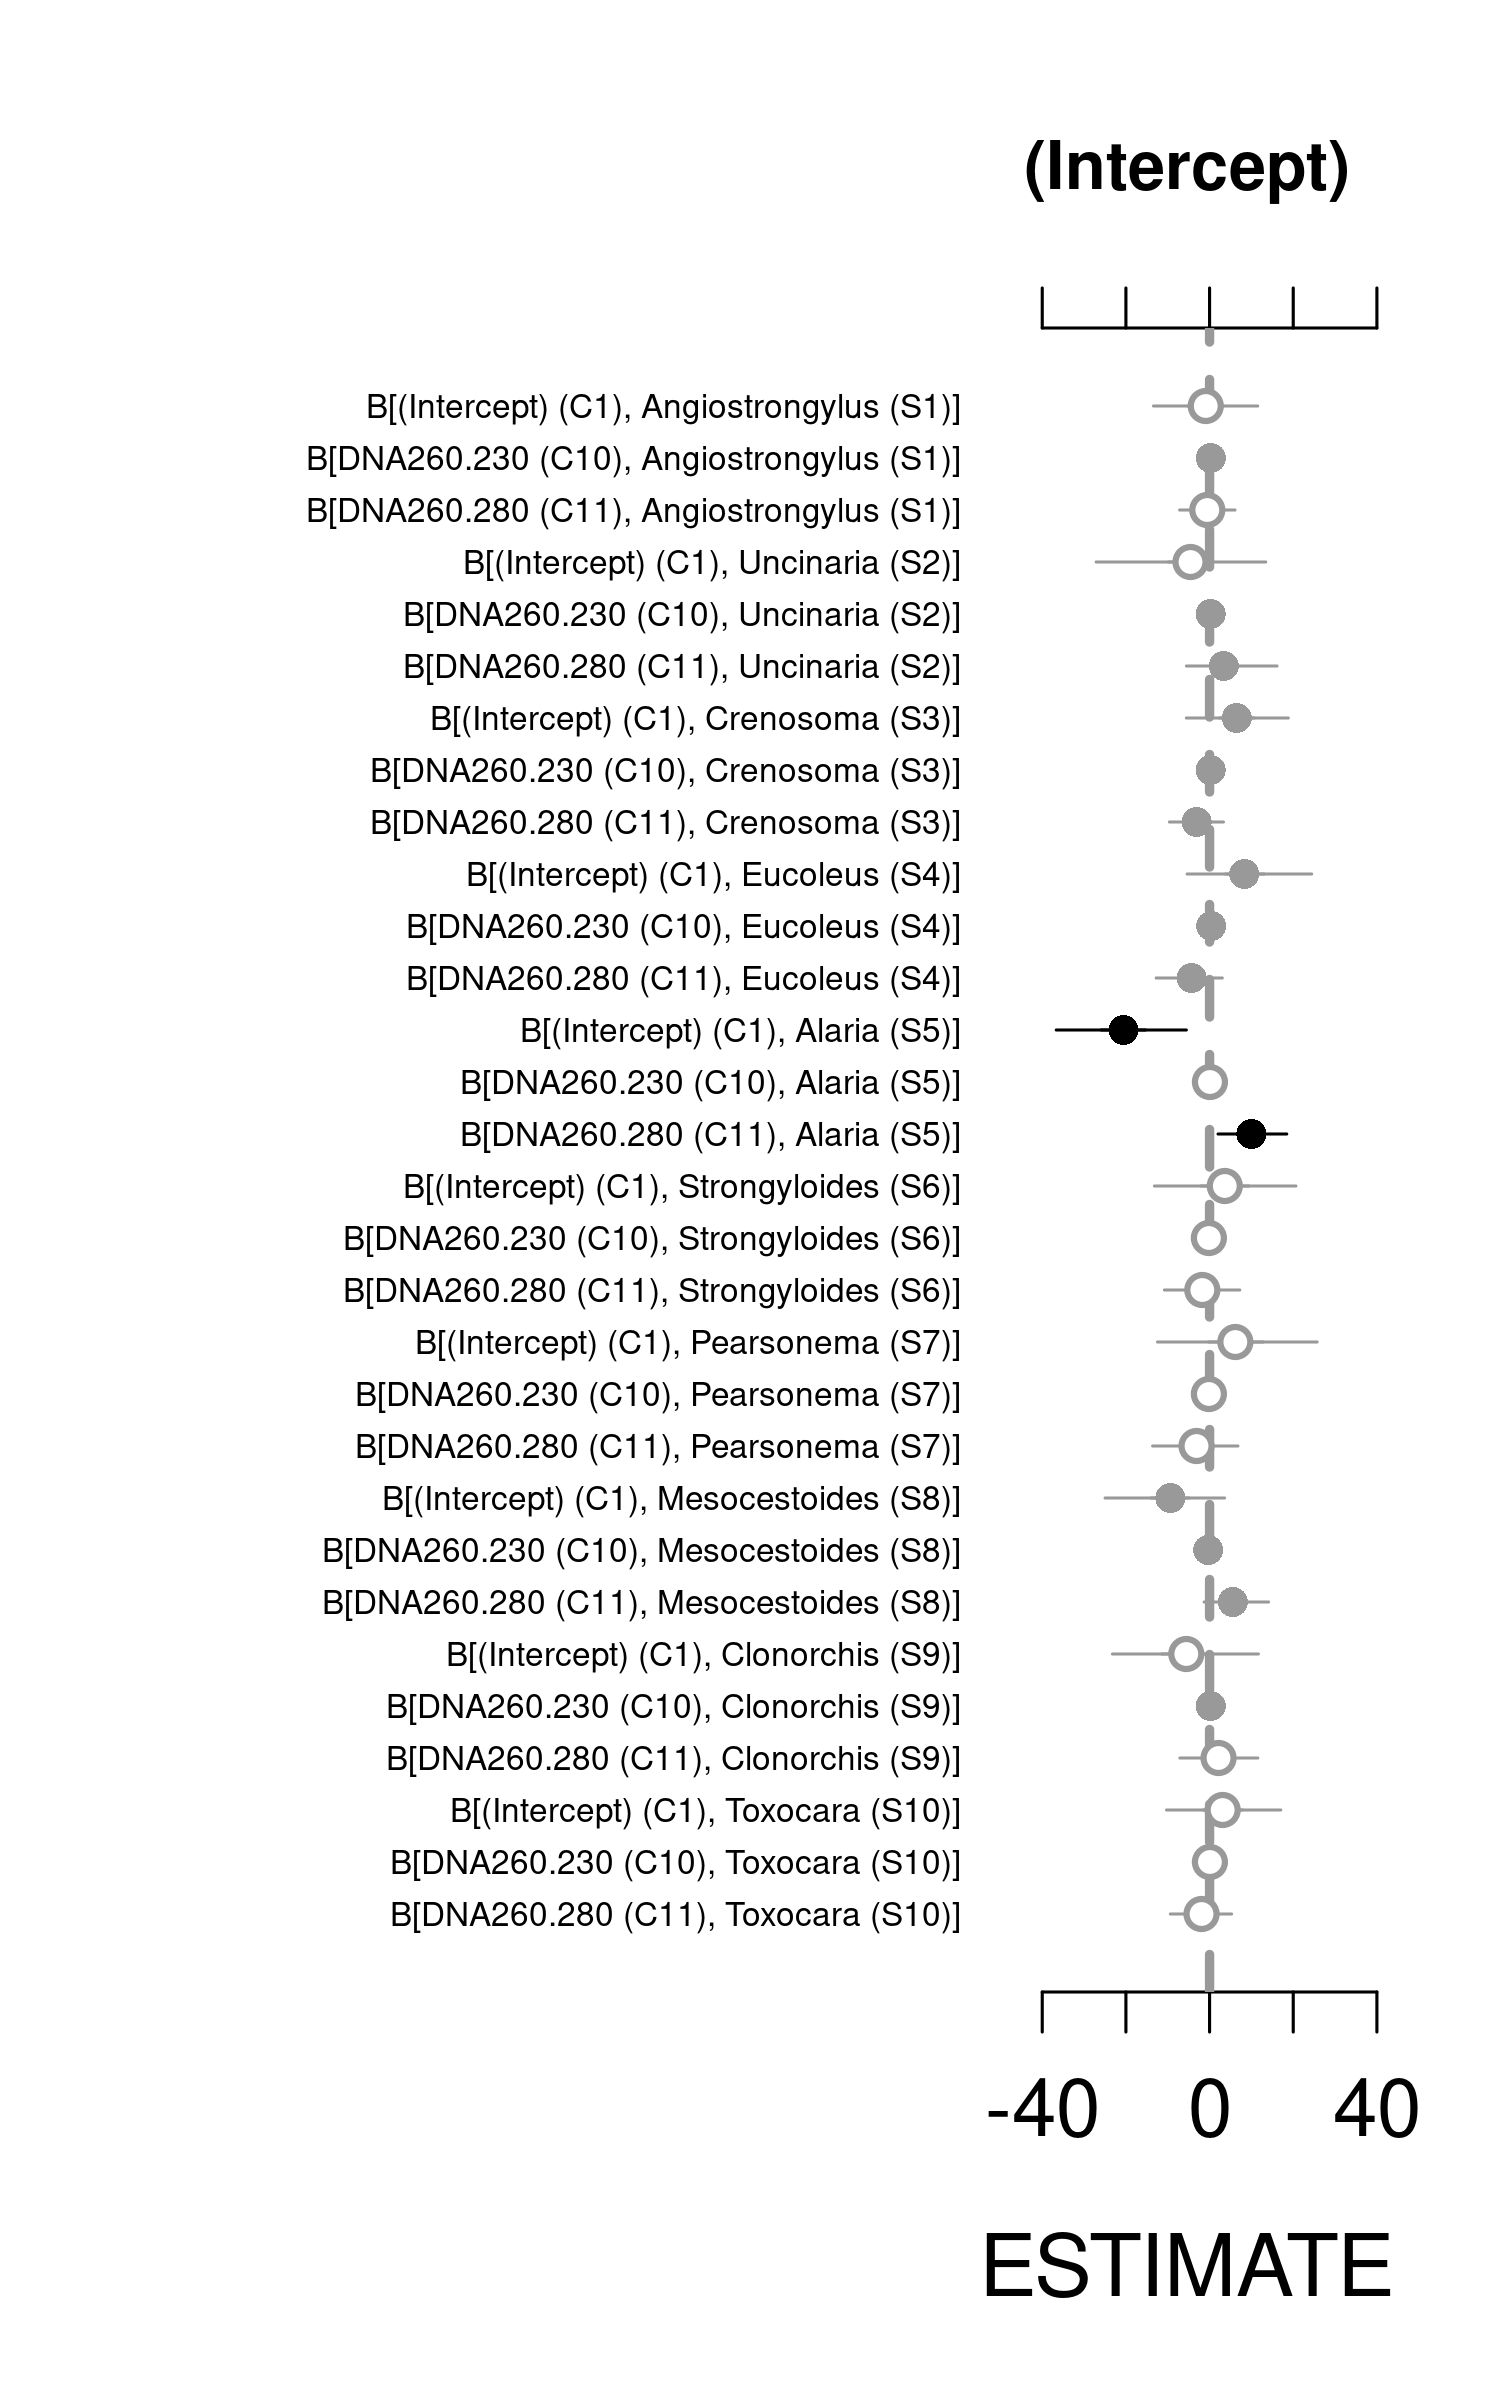 (Intercept)
B[(Intercept) (C1), Angiostrongylus (S1)]
B[DNA260.230 (C10), Angiostrongylus (S1)]
B[DNA260.280 (C11), Angiostrongylus (S1)]
B[(Intercept) (C1), Uncinaria (S2)]
B[DNA260.230 (C10), Uncinaria (S2)]
B[DNA260.280 (C11), Uncinaria (S2)]
B[(Intercept) (C1), Crenosoma (S3)]
B[DNA260.230 (C10), Crenosoma (S3)]
B[DNA260.280 (C11), Crenosoma (S3)]
B[(Intercept) (C1), Eucoleus (S4)]
B[DNA260.230 (C10), Eucoleus (S4)]
B[DNA260.280 (C11), Eucoleus (S4)]
B[(Intercept) (C1), Alaria (S5)]
B[DNA260.230 (C10), Alaria (S5)]
B[DNA260.280 (C11), Alaria (S5)]
B[(Intercept) (C1), Strongyloides (S6)]
B[DNA260.230 (C10), Strongyloides (S6)]
B[DNA260.280 (C11), Strongyloides (S6)]
B[(Intercept) (C1), Pearsonema (S7)]
B[DNA260.230 (C10), Pearsonema (S7)]
B[DNA260.280 (C11), Pearsonema (S7)]
B[(Intercept) (C1), Mesocestoides (S8)]
B[DNA260.230 (C10), Mesocestoides (S8)]
B[DNA260.280 (C11), Mesocestoides (S8)]
B[(Intercept) (C1), Clonorchis (S9)]
B[DNA260.230 (C10), Clonorchis (S9)]
B[DNA260.280 (C11), Clonorchis (S9)]
B[(Intercept) (C1), Toxocara (S10)]
B[DNA260.230 (C10), Toxocara (S10)]
B[DNA260.280 (C11), Toxocara (S10)]
-40 0 40
ESTIMATE